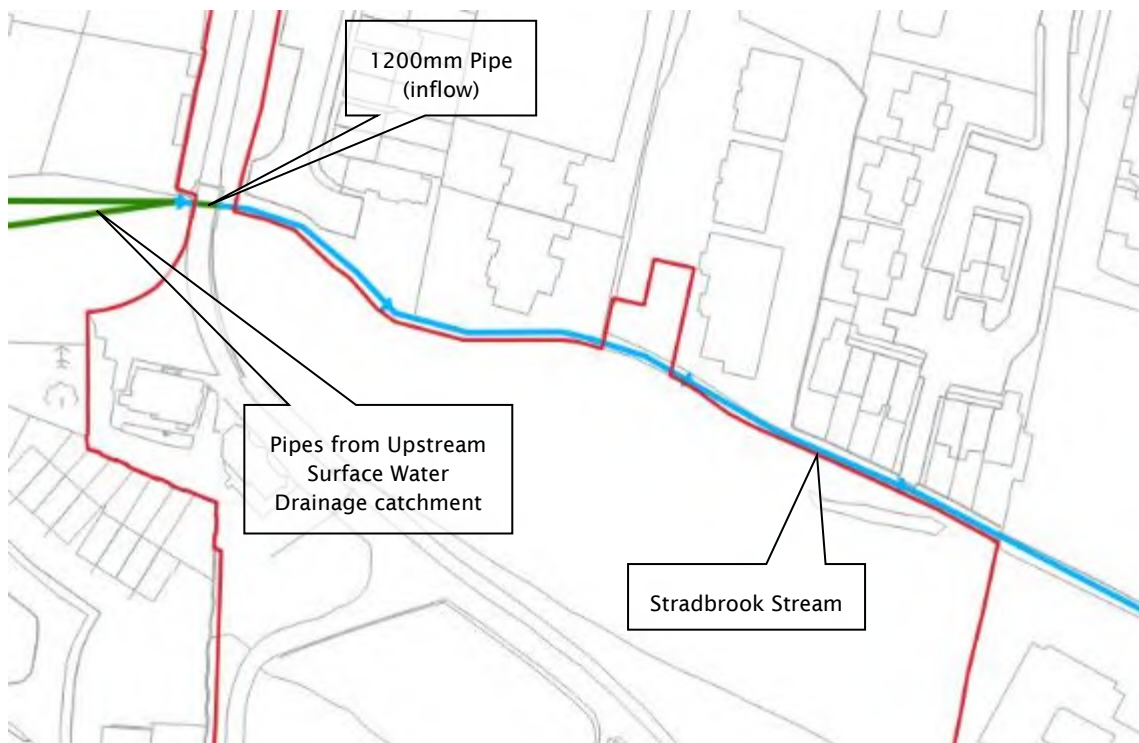 1200mm Pipe
(inflow)
Pipes from Upstream
Surface Water
Drainage catchment
Stradbrook Stream